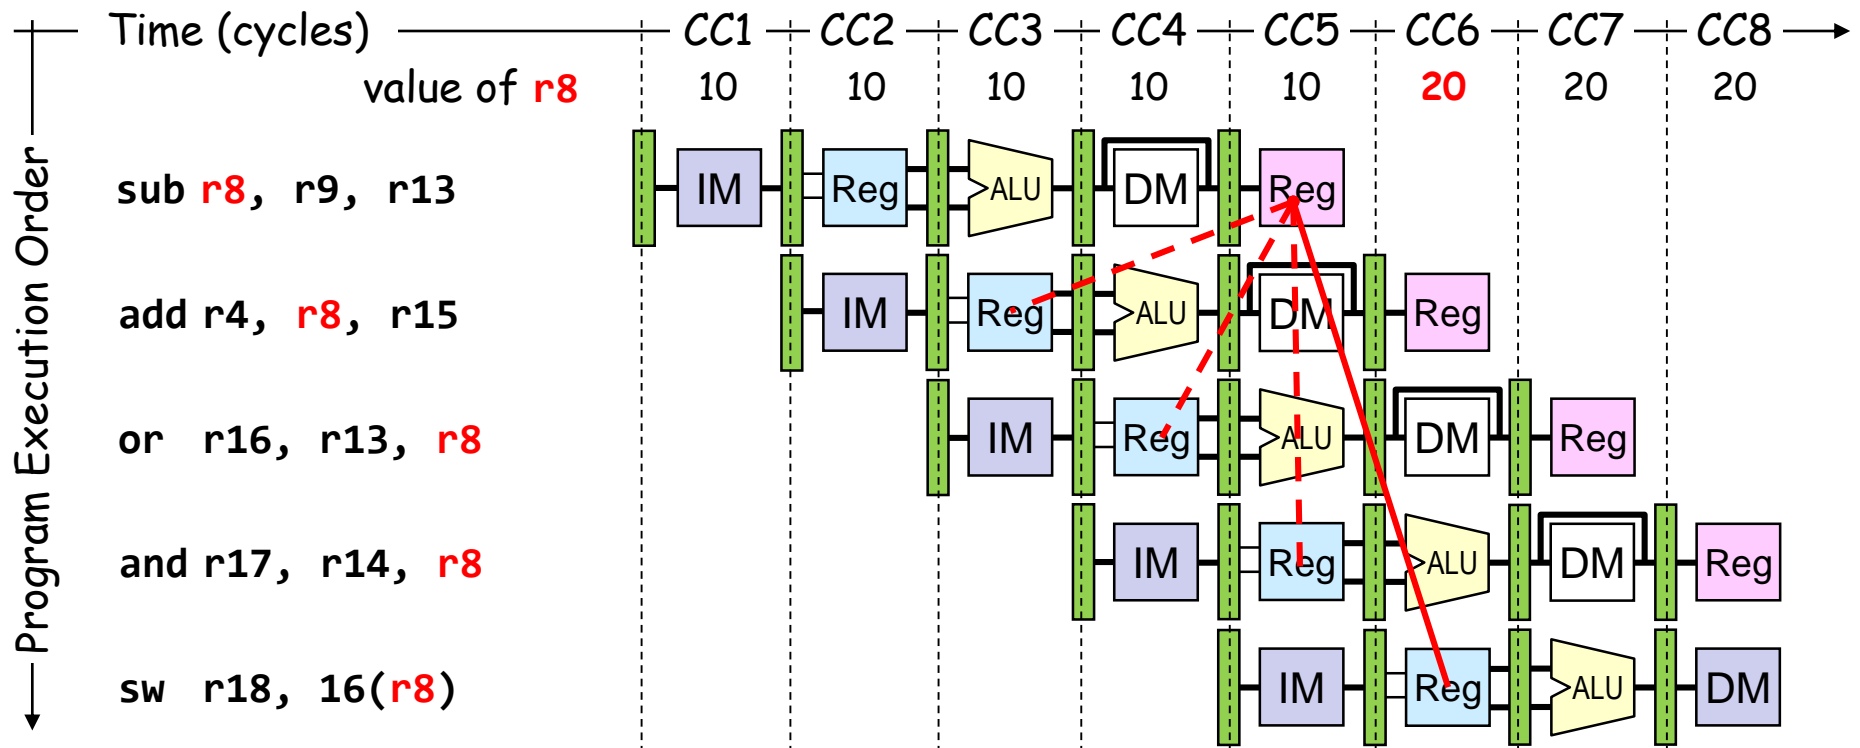 Time (cycles) CC1 CC2 CC3 CC4 CC5 CC6 CC7 CC8
value of r8 10 10 10 10 10 20 20 20
Program Execution Order
sub r8, r9, r13 IM Reg ALU DM Reg
add r4, r8, r15 IM Reg ALU DM Reg
or r16, r13, r8 IM Reg ALU DM Reg
and r17, r14, r8 IM Reg ALU DM Reg
sw r18, 16(r8) IM Reg ALU DM